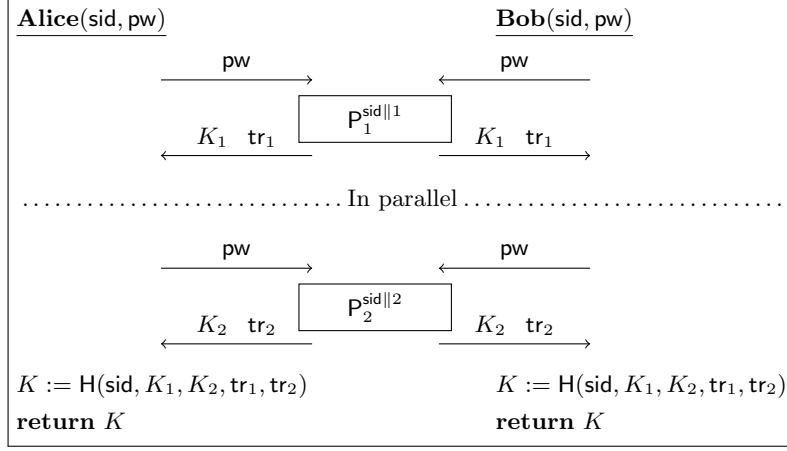 Alice(sid, pw) Bob(sid, pw)
pw pw
P₁^{sid∥1}
K₁ tr₁ K₁ tr₁
In parallel
pw pw
P₂^{sid∥2}
K₂ tr₂ K₂ tr₂
K := H(sid, K₁, K₂, tr₁, tr₂) K := H(sid, K₁, K₂, tr₁, tr₂)
return K return K